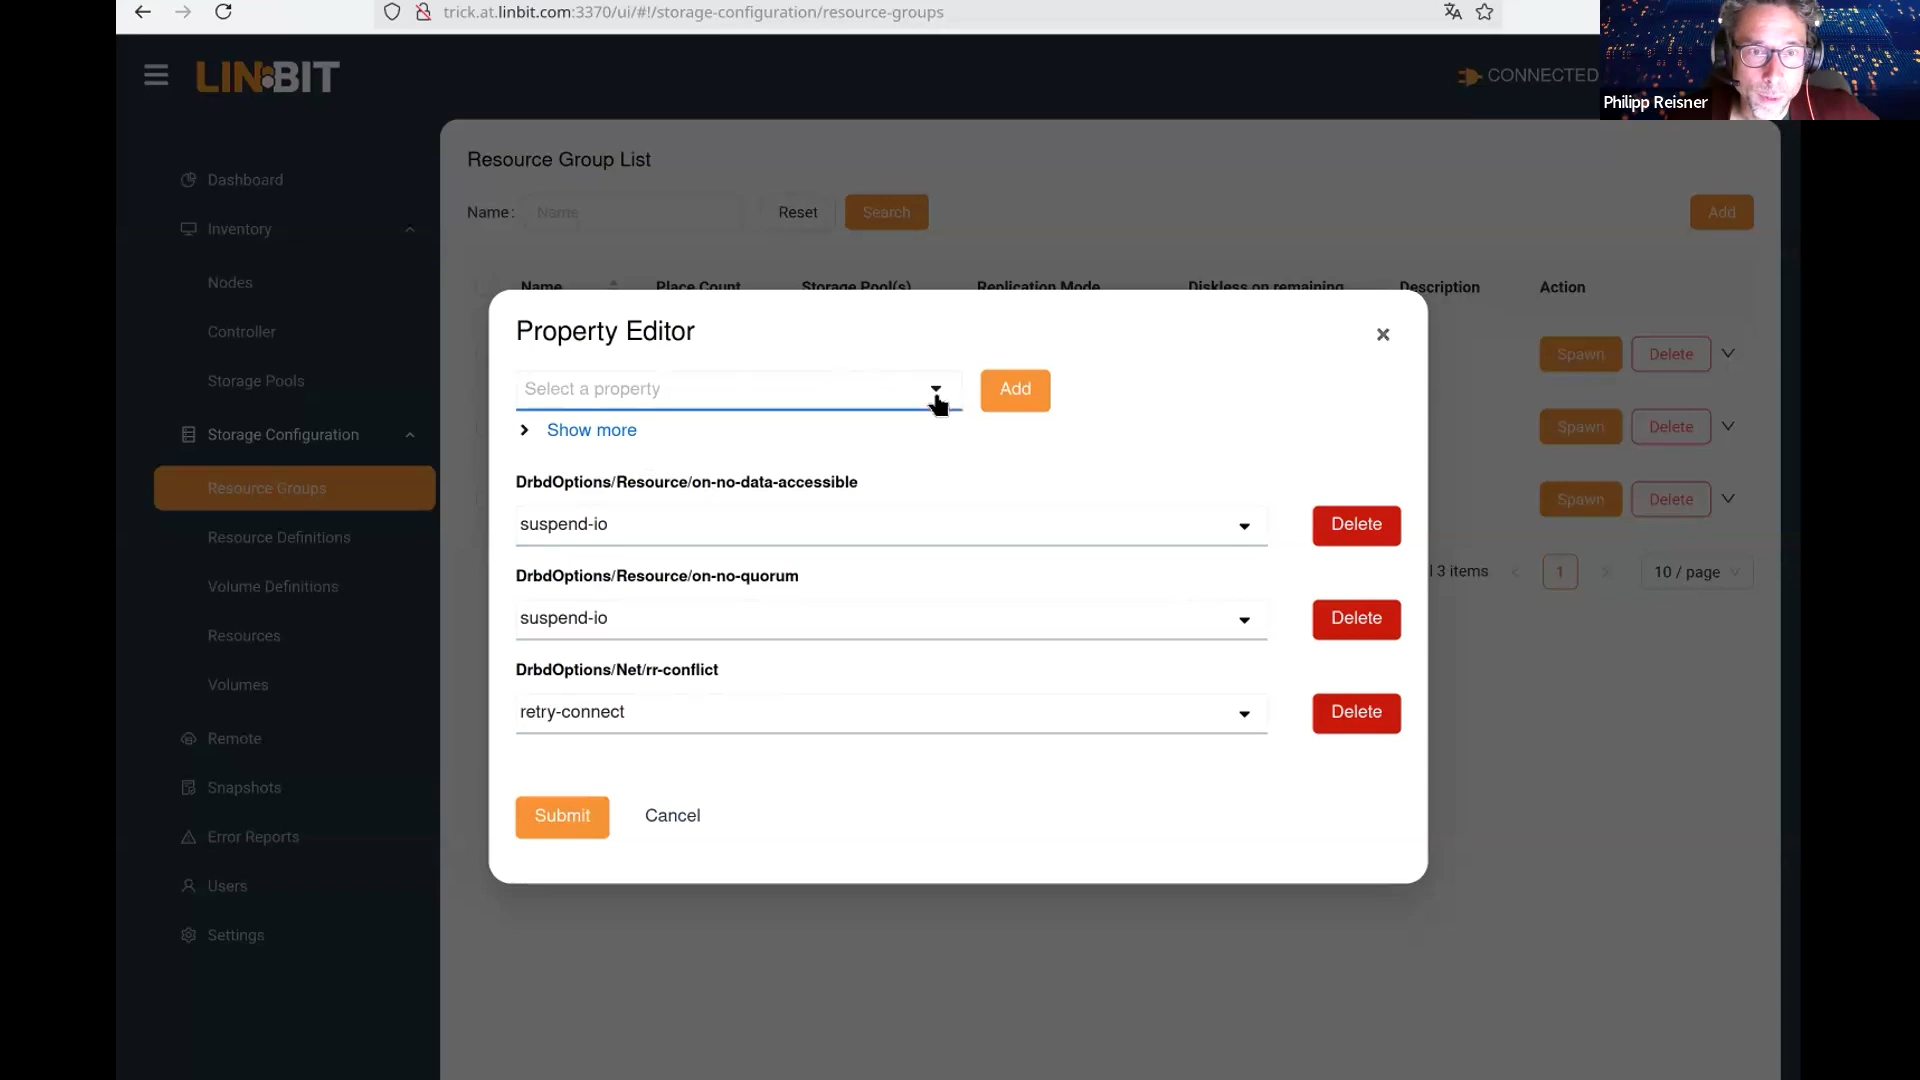 trick.at.linbit.com:3370/ui/#!/storage-configuration/resource-groups
LINBIT
CONNECTED
Philipp Reisner
Dashboard
Inventory
Nodes
Controller
Storage Pools
Storage Configuration
Resource Groups
Resource Definitions
Volume Definitions
Resources
Volumes
Remote
Snapshots
Error Reports
Users
Settings
Resource Group List
Name: Name Reset Search Add
Name Place Count Storage Pool(s) Replication Mode Diskless on remaining Description Action
Spawn Delete
Spawn Delete
Spawn Delete
l 3 items 1 10 / page
Property Editor
Select a property Add
Show more
DrbdOptions/Resource/on-no-data-accessible
suspend-io Delete
DrbdOptions/Resource/on-no-quorum
suspend-io Delete
DrbdOptions/Net/rr-conflict
retry-connect Delete
Submit Cancel